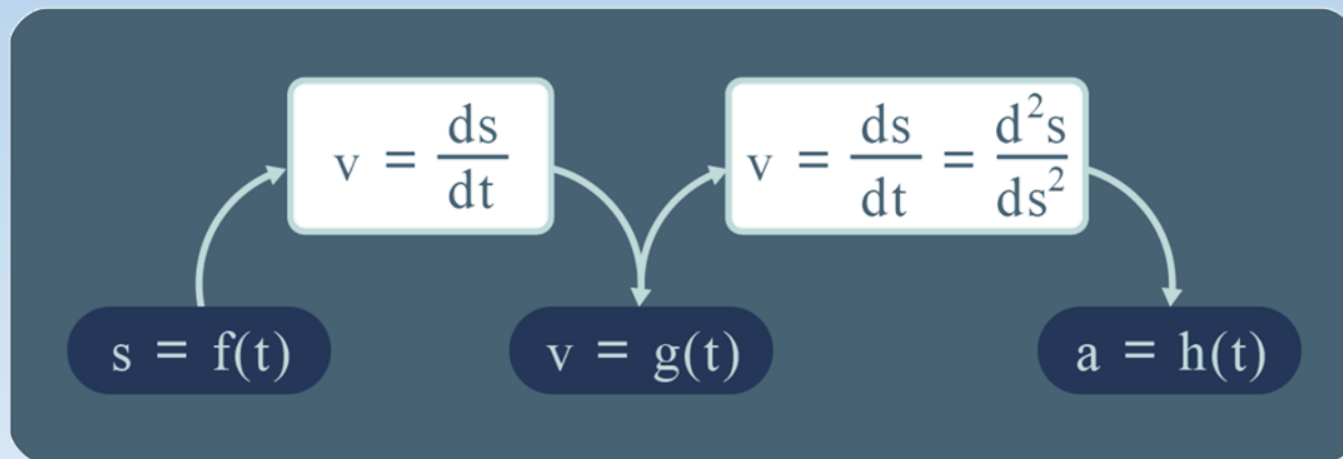 v = ds/dt
v = ds/dt = d²s/ds²
s = f(t)
v = g(t)
a = h(t)